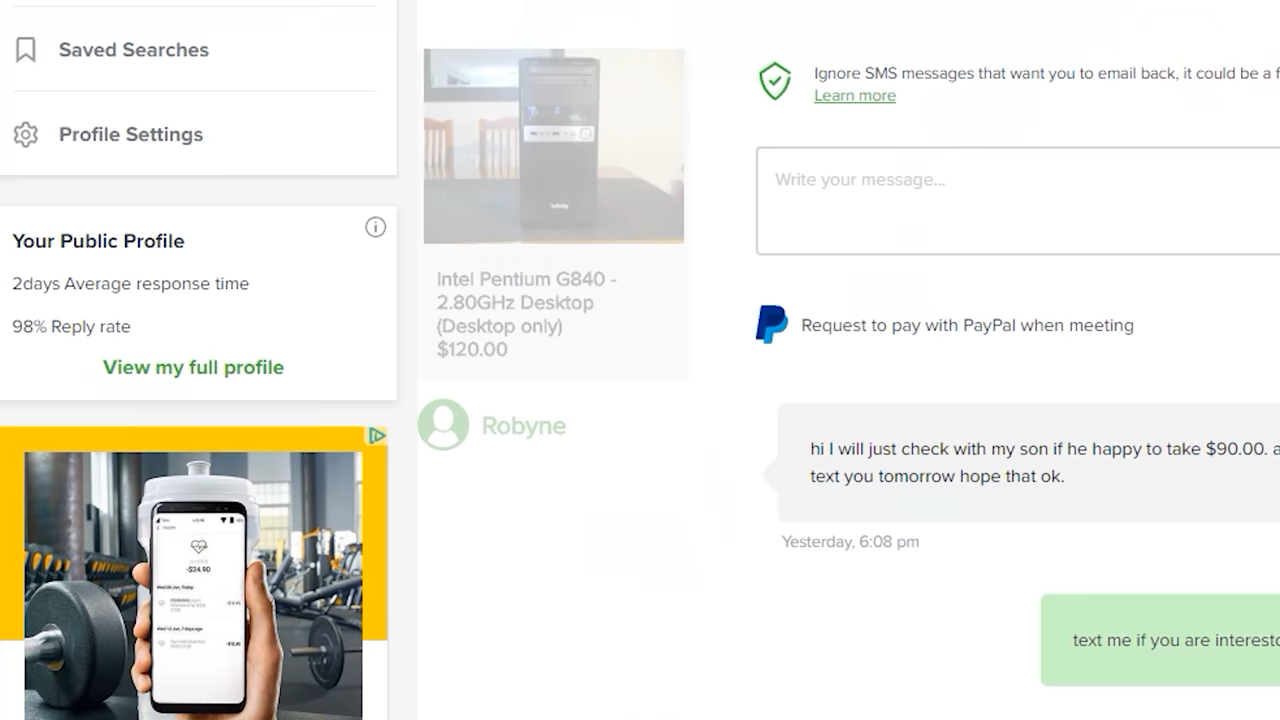 Saved Searches
Profile Settings
Your Public Profile
2days Average response time
98% Reply rate
View my full profile
-$24.90
Intel Pentium G840 -
2.80GHz Desktop
(Desktop only)
$120.00
Robyne
Ignore SMS messages that want you to email back, it could be a f
Learn more
Write your message...
Request to pay with PayPal when meeting
hi I will just check with my son if he happy to take $90.00. a
text you tomorrow hope that ok.
Yesterday, 6:08 pm
text me if you are interest